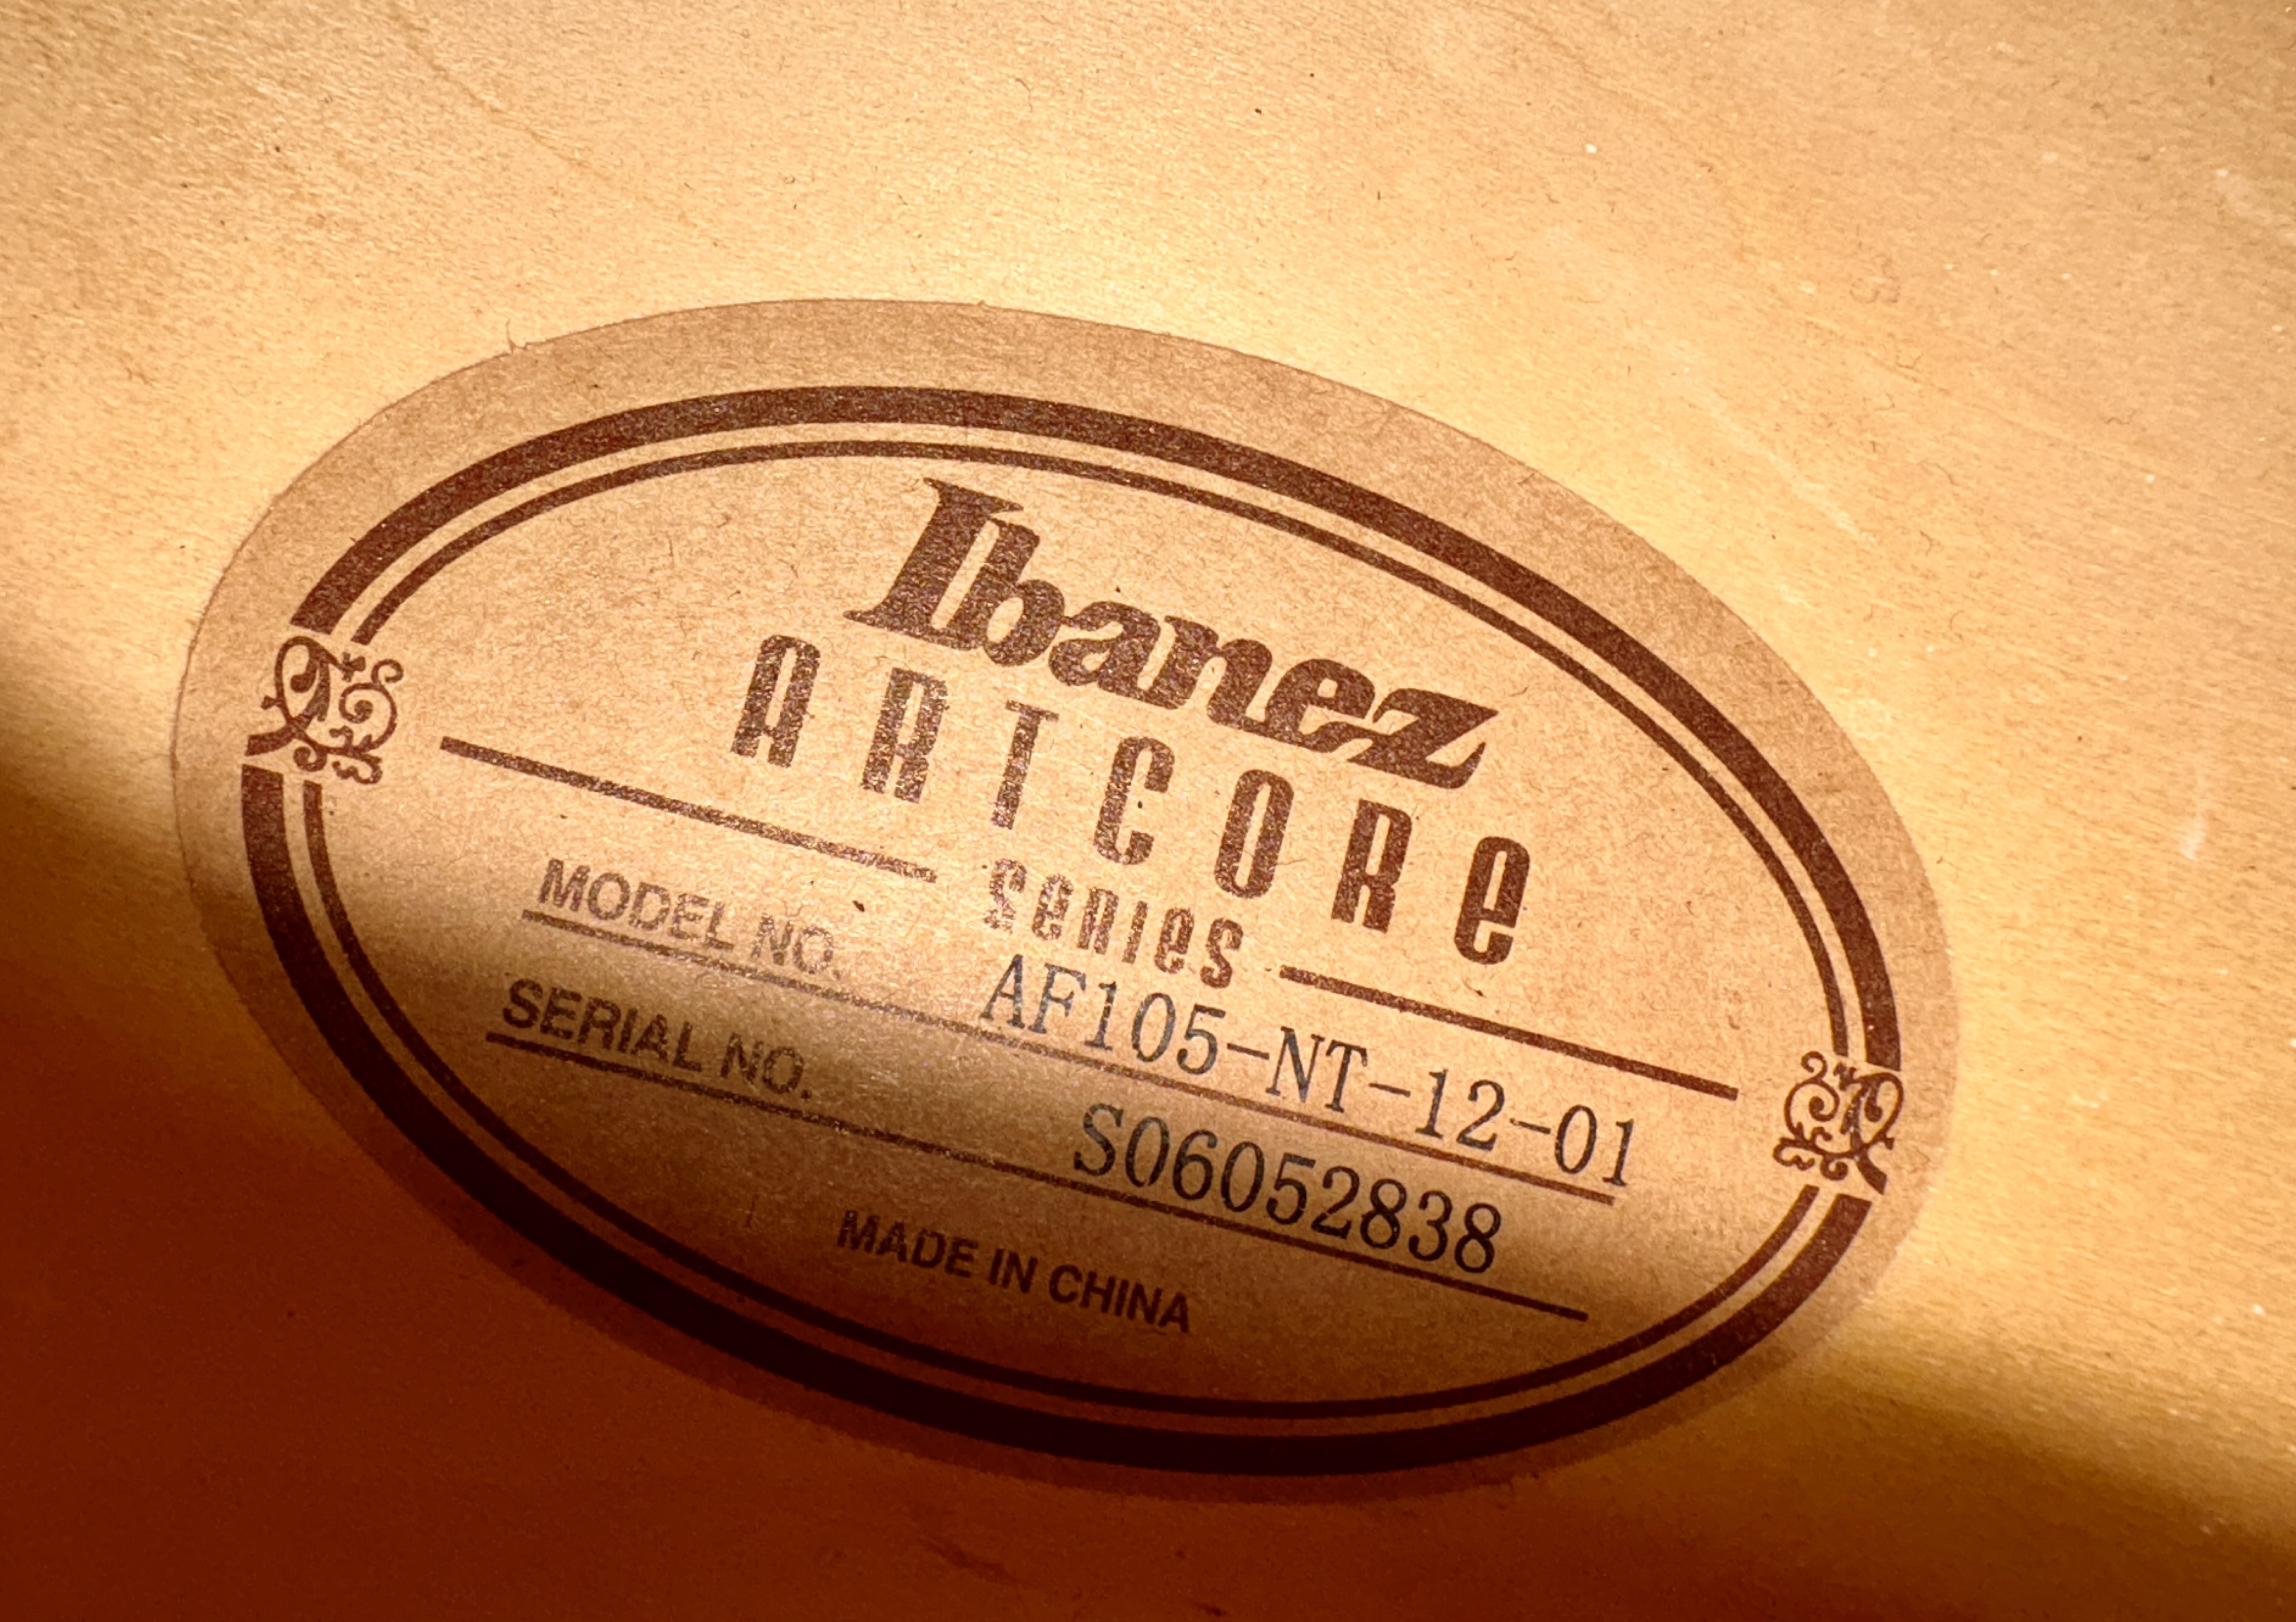 Ibanez
ARTCORe
series
MODEL NO. AF105-NT-12-01
SERIAL NO. S06052838
MADE IN CHINA